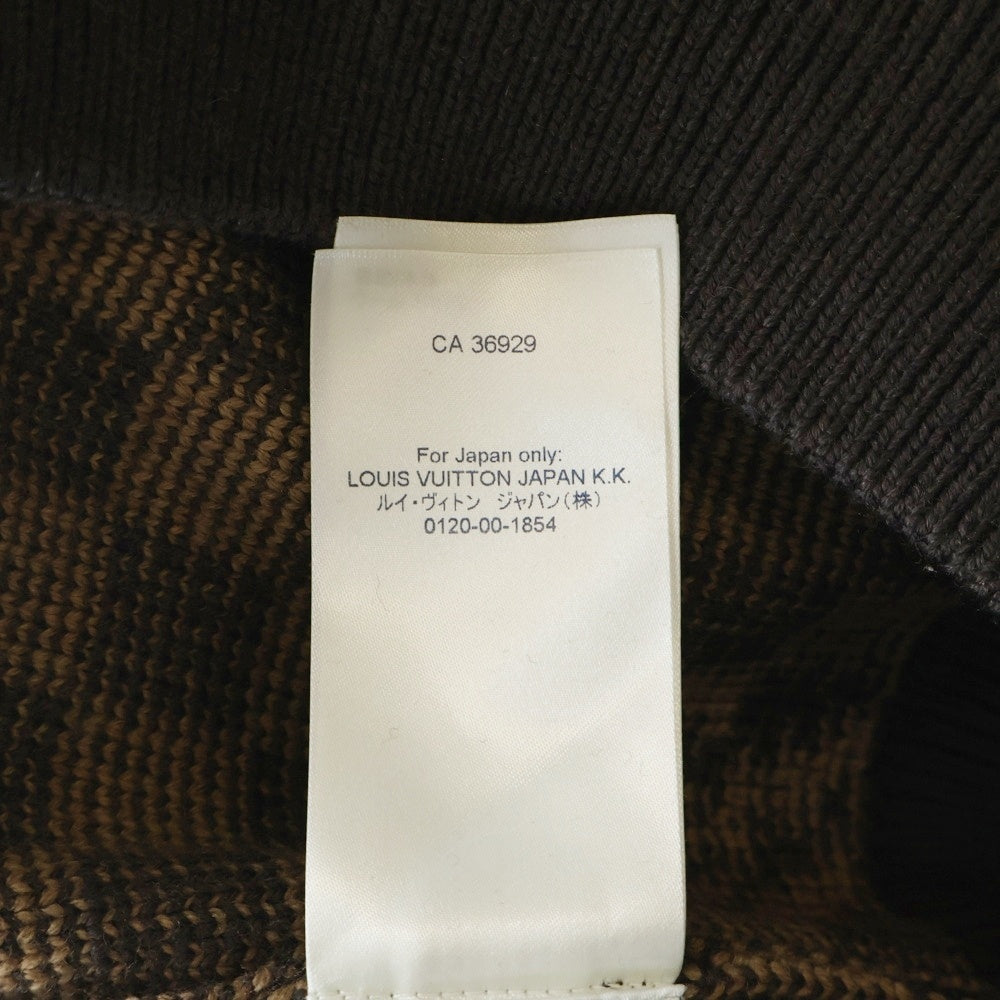 CA 36929
For Japan only:
LOUIS VUITTON JAPAN K.K.
ルイ・ヴィトン　ジャパン(株)
0120-00-1854